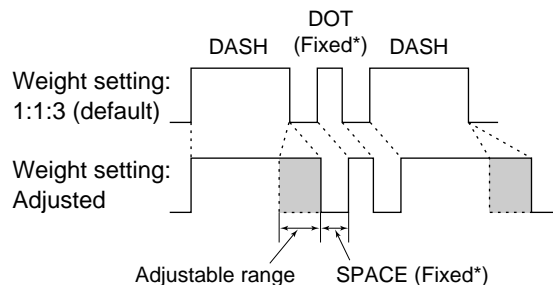 DOT
(Fixed*)
DASH
DASH
Weight setting:
1:1:3 (default)
Weight setting:
Adjusted
Adjustable range
SPACE (Fixed*)